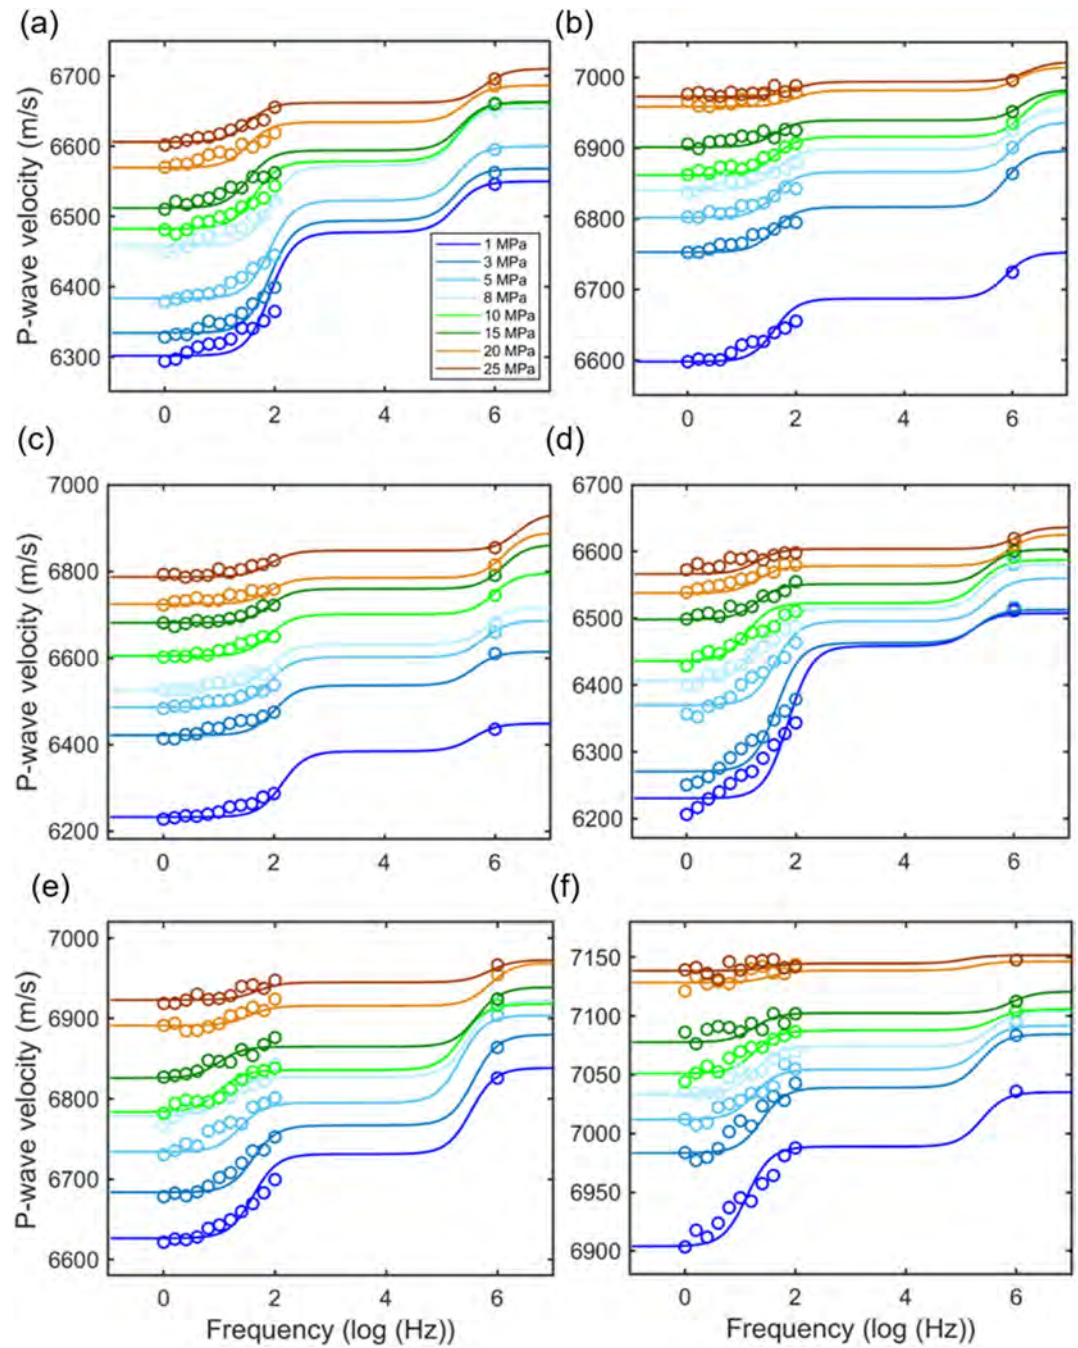 (a)
(b)
P-wave velocity (m/s)
6700
6600
6500
6400
6300
0
2
4
6
1 MPa
3 MPa
5 MPa
8 MPa
10 MPa
15 MPa
20 MPa
25 MPa
7000
6900
6800
6700
6600
0
2
4
6
(c)
(d)
P-wave velocity (m/s)
7000
6800
6600
6400
6200
0
2
4
6
6700
6600
6500
6400
6300
6200
0
2
4
6
(e)
(f)
P-wave velocity (m/s)
7000
6900
6800
6700
6600
0
2
4
6
Frequency (log (Hz))
7150
7100
7050
7000
6950
6900
0
2
4
6
Frequency (log (Hz))